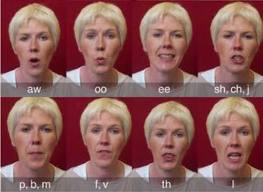 aw
oo
ee
sh, ch, j
p, b, m
f, v
th
l